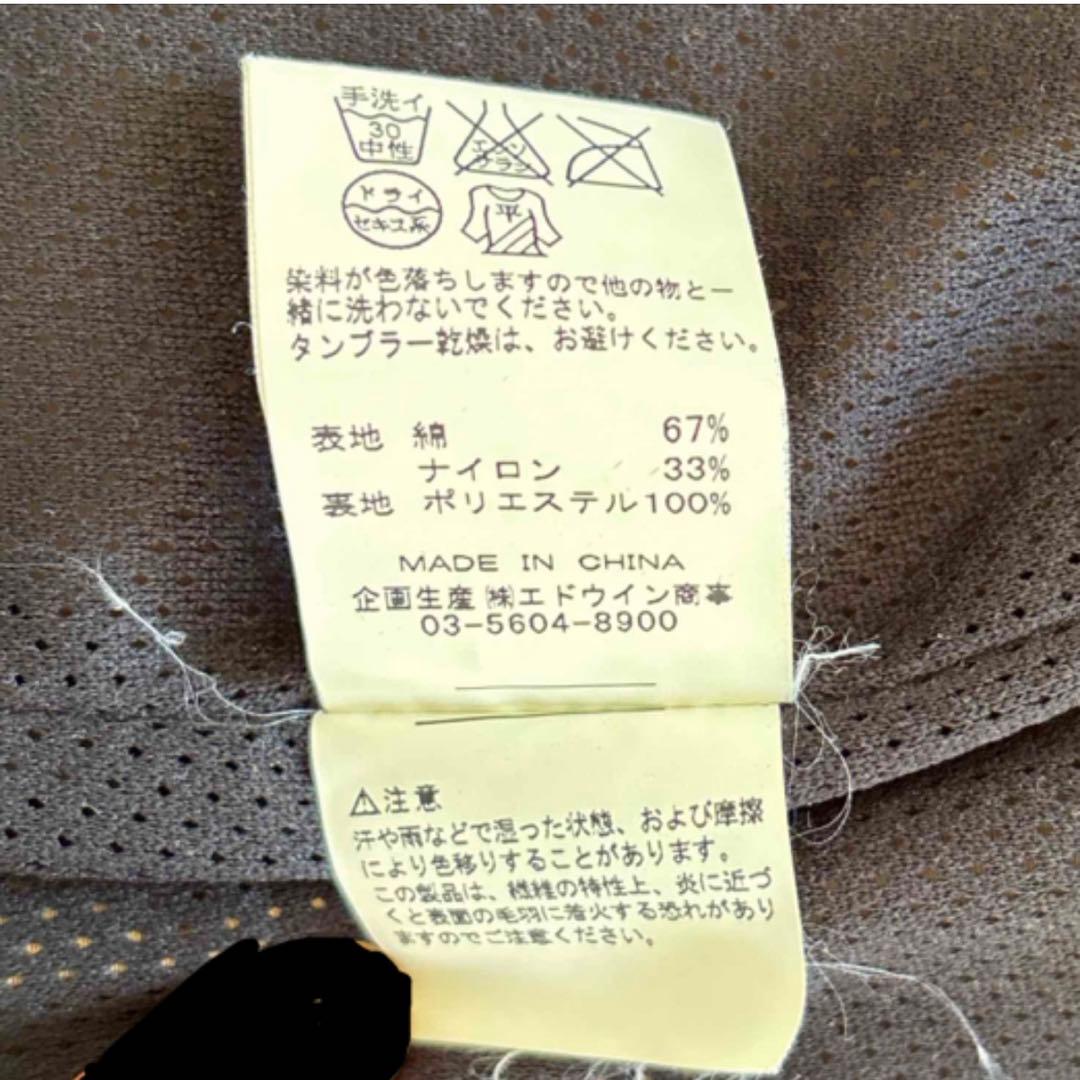 手洗イ
30
中性
エンソ
サラシ
ドライ
セキユ系
平
染料が色落ちしますので他の物と一
緒に洗わないでください。
タンブラー乾燥は、お避けください。
表地 綿 67%
ナイロン 33%
裏地 ポリエステル100%
MADE IN CHINA
企画生産 ㈱エドウイン商事
03-5604-8900
⚠注意
汗や雨などで湿った状態、および摩擦
により色移りすることがあります。
この製品は、繊維の特性上、炎に近づ
くと表面の毛羽に着火する恐れがあり
ますのでご注意ください。